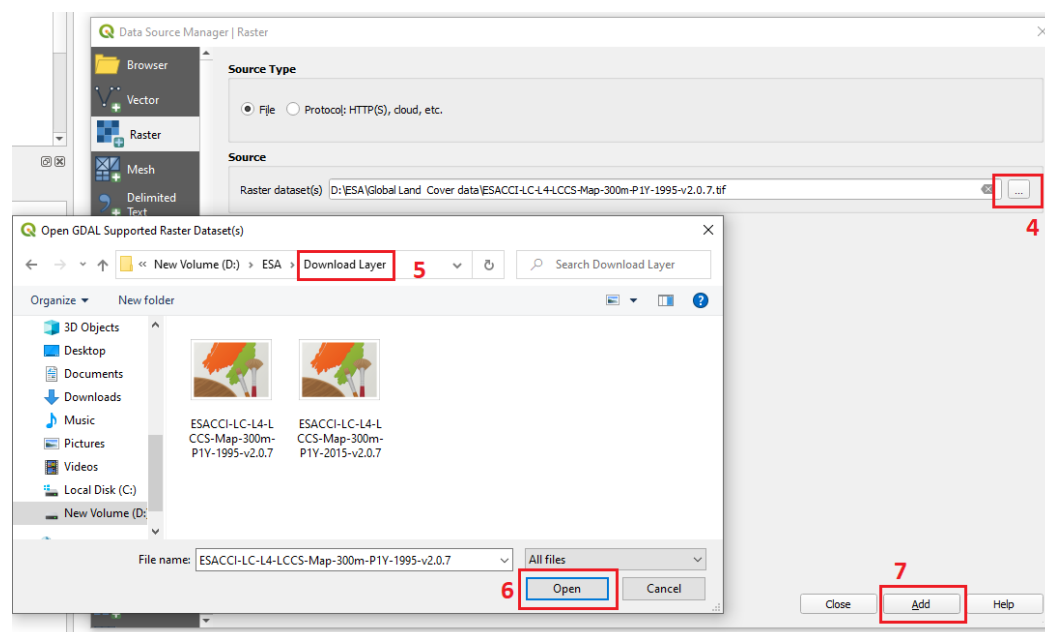 Data Source Manager | Raster
Browser
Vector
Raster
Mesh
Delimited
Text
Source Type
File
Protocol: HTTP(S), cloud, etc.
Source
Raster dataset(s) D:\ESA\Global Land Cover data\ESACCI-LC-L4-LCCS-Map-300m-P1Y-1995-v2.0.7.tif
...
4
Open GDAL Supported Raster Dataset(s)
« New Volume (D:) › ESA › Download Layer
5
Search Download Layer
Organize
New folder
3D Objects
Desktop
Documents
Downloads
Music
Pictures
Videos
Local Disk (C:)
New Volume (D:
ESACCI-LC-L4-L
CCS-Map-300m-
P1Y-1995-v2.0.7
ESACCI-LC-L4-L
CCS-Map-300m-
P1Y-2015-v2.0.7
File name: ESACCI-LC-L4-LCCS-Map-300m-P1Y-1995-v2.0.7
All files
6
Open
Cancel
7
Close
Add
Help